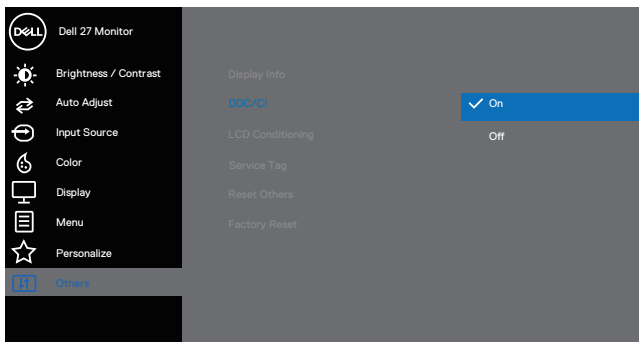 DELL Dell 27 Monitor
Brightness / Contrast
Auto Adjust
Input Source
Color
Display
Menu
Personalize
Others
Display Info
DDC/CI
LCD Conditioning
Service Tag
Reset Others
Factory Reset
On
Off